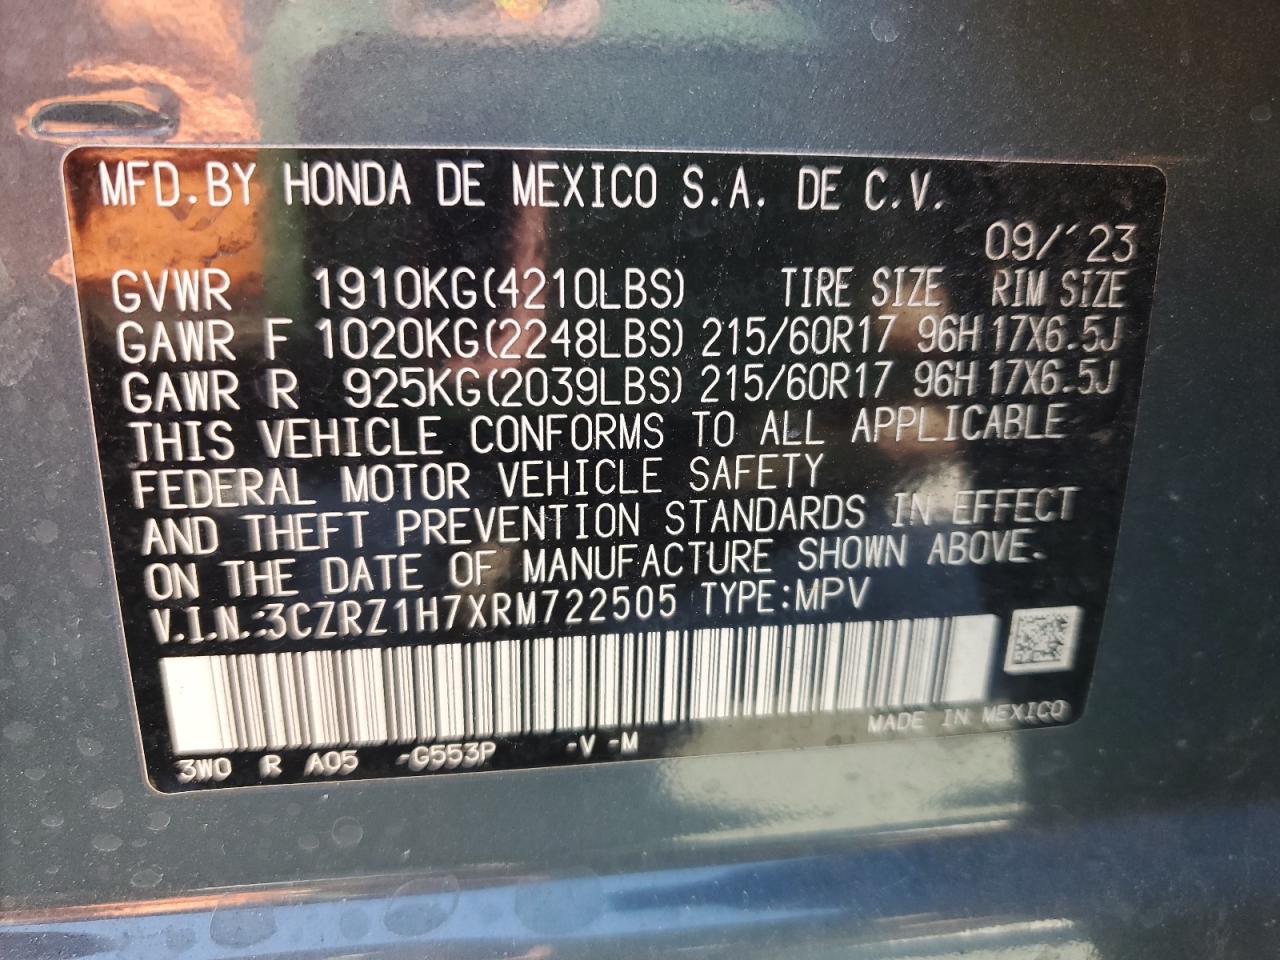 MFD.BY HONDA DE MEXICO S.A. DE C.V.
09/`23
GVWR 1910KG(4210LBS) TIRE SIZE RIM SIZE
GAWR F 1020KG(2248LBS) 215/60R17 96H 17X6.5J
GAWR R 925KG(2039LBS) 215/60R17 96H 17X6.5J
THIS VEHICLE CONFORMS TO ALL APPLICABLE
FEDERAL MOTOR VEHICLE SAFETY
AND THEFT PREVENTION STANDARDS IN EFFECT
ON THE DATE OF MANUFACTURE SHOWN ABOVE.
V.I.N.:3CZRZ1H7XRM722505 TYPE:MPV
MADE IN MEXICO
3W0 R A05 -G553P -V -M